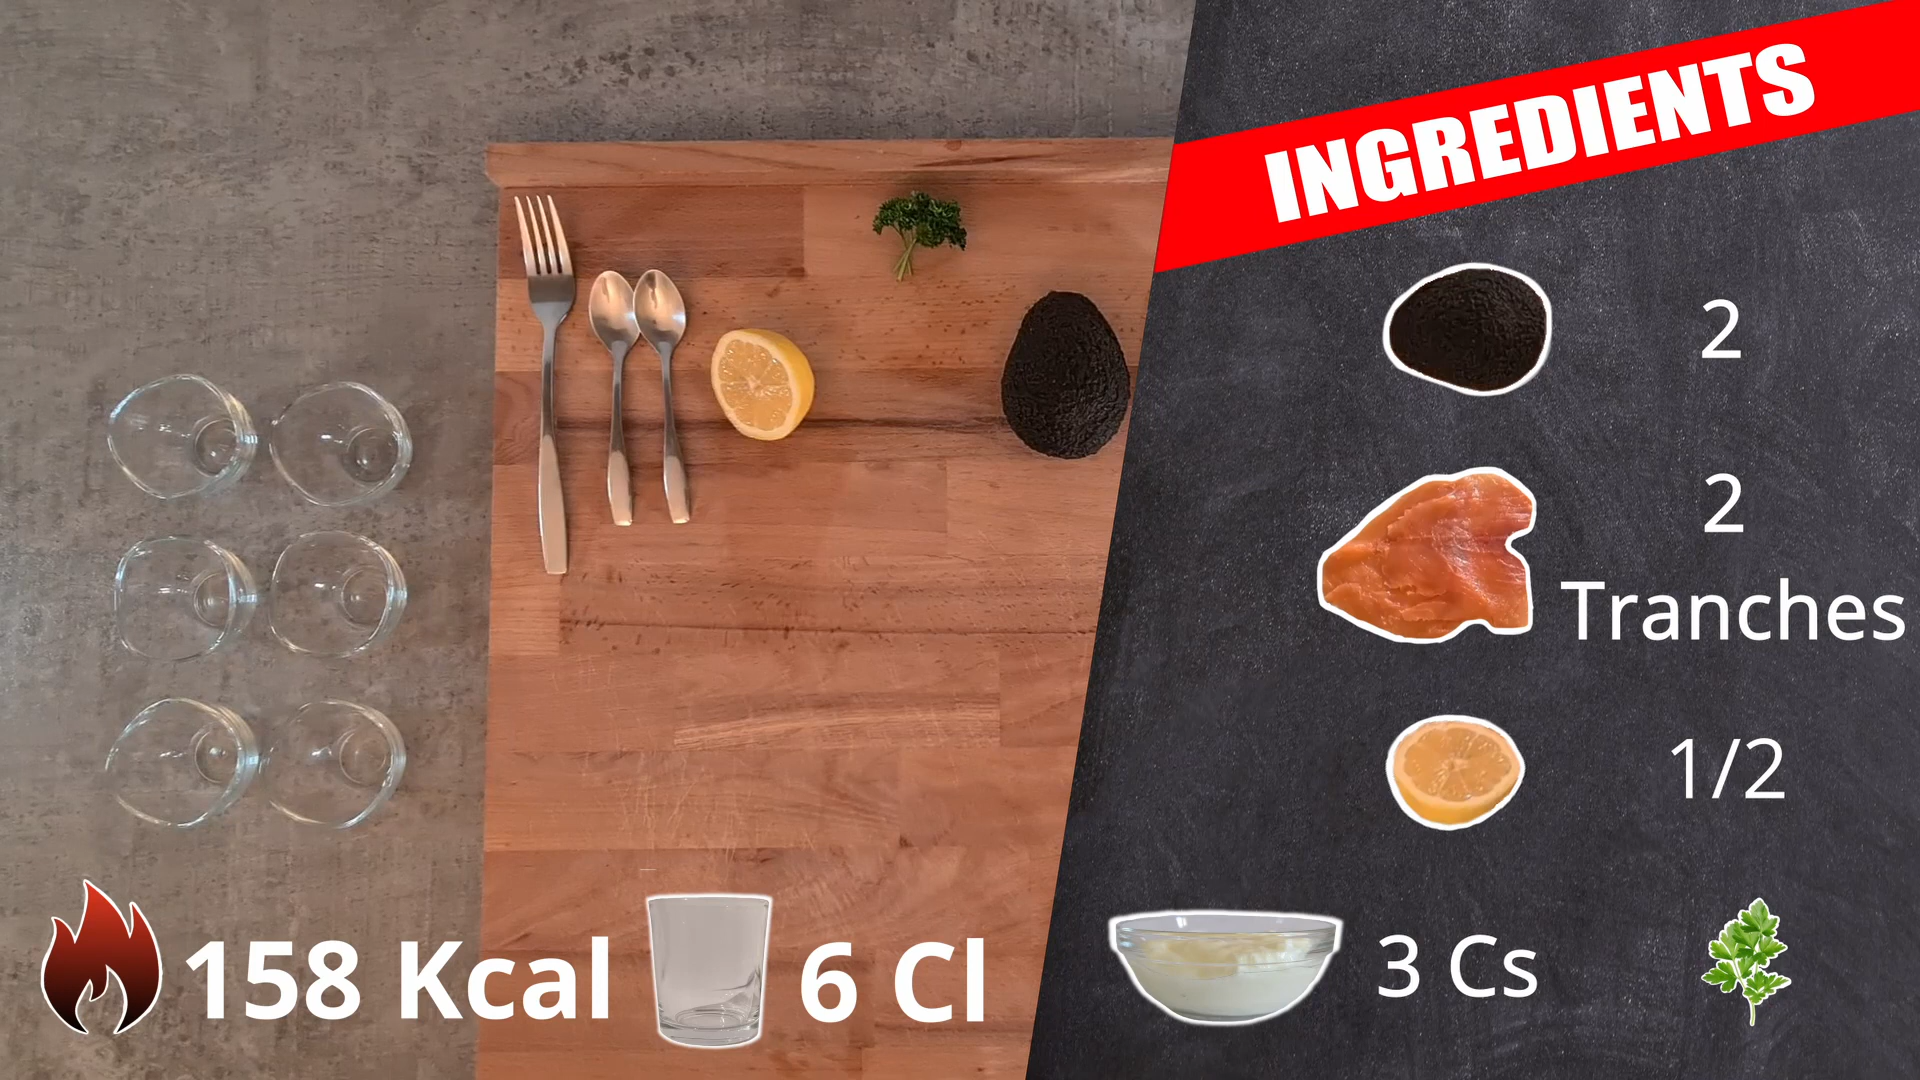 INGREDIENTS
2
2
Tranches
1/2
3 Cs
158 Kcal
6 Cl